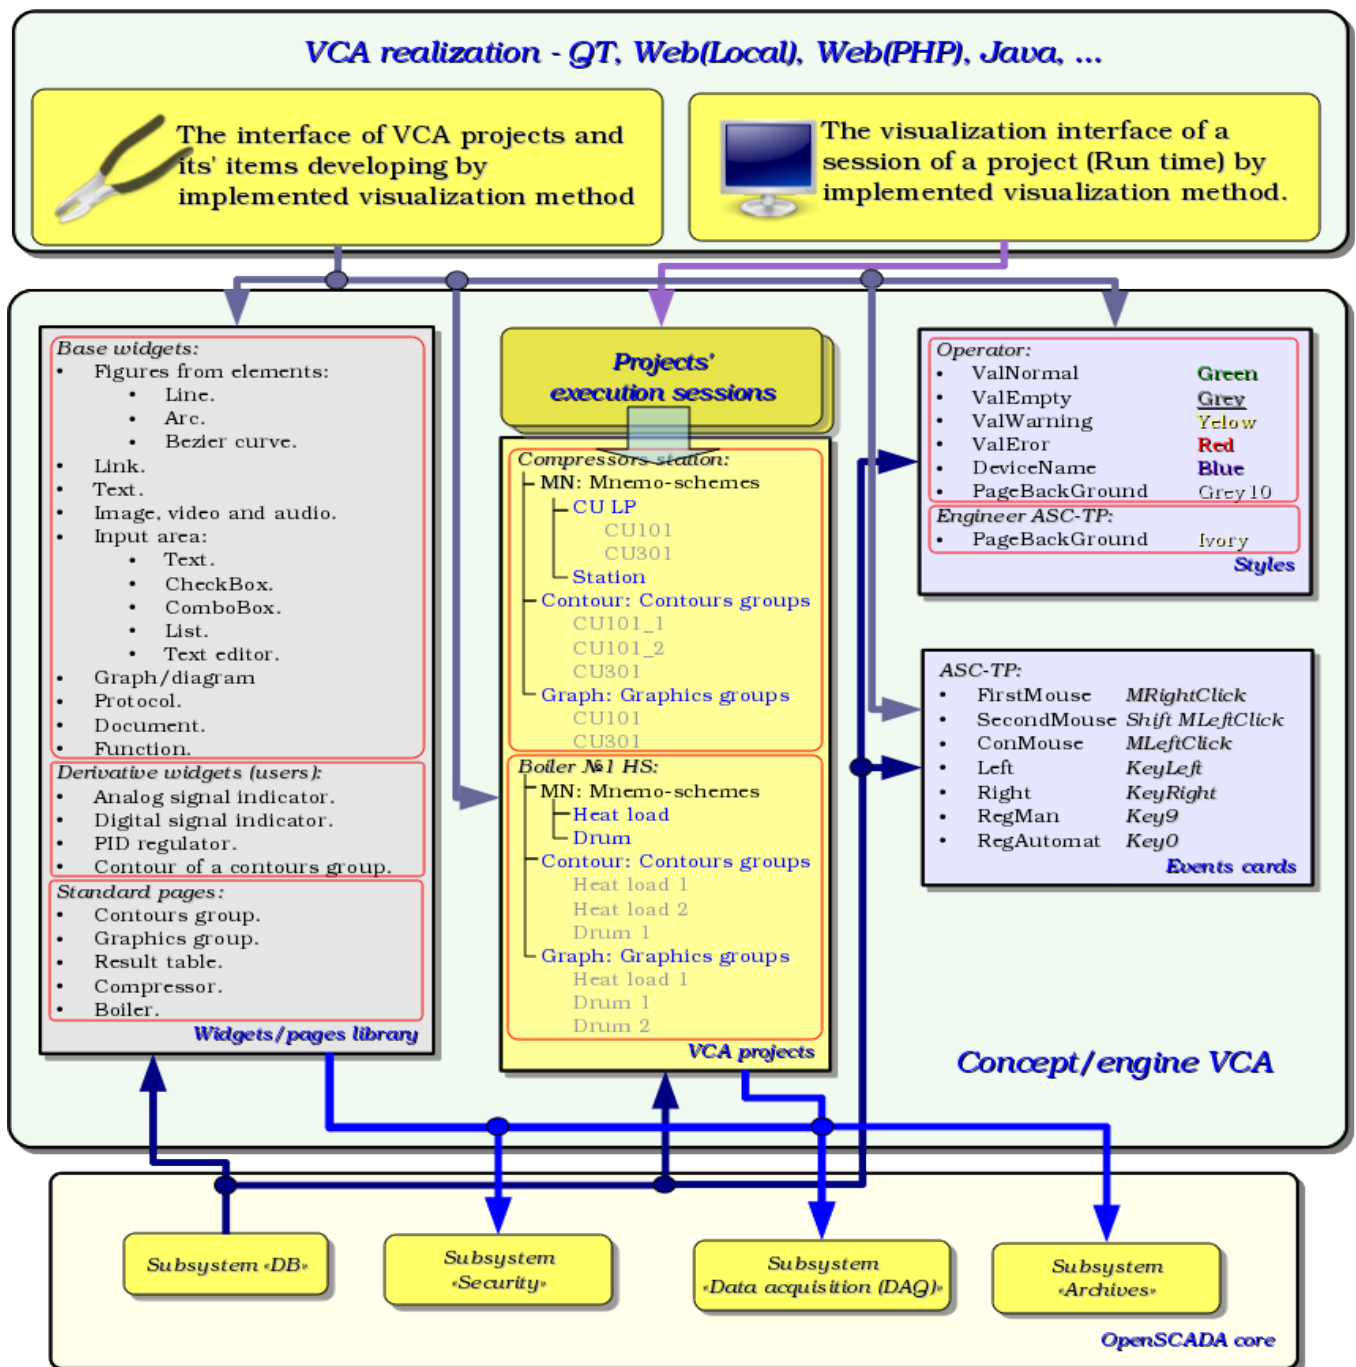 VCA realization - QT, Web(Local), Web(PHP), Java, ...
The interface of VCA projects and
its' items developing by
implemented visualization method
The visualization interface of a
session of a project (Run time) by
implemented visualization method.
Base widgets:
• Figures from elements:
• Line.
• Arc.
• Bezier curve.
• Link.
• Text.
• Image, video and audio.
• Input area:
• Text.
• CheckBox.
• ComboBox.
• List.
• Text editor.
• Graph/diagram
• Protocol.
• Document.
• Function.
Derivative widgets (users):
• Analog signal indicator.
• Digital signal indicator.
• PID regulator.
• Contour of a contours group.
Standard pages:
• Contours group.
• Graphics group.
• Result table.
• Compressor.
• Boiler.
Widgets/pages library
Projects'
execution sessions
Compressors station:
MN: Mnemo-schemes
CU LP
CU101
CU301
Station
Contour: Contours groups
CU101_1
CU101_2
CU301
Graph: Graphics groups
CU101
CU301
Boiler №1 HS:
MN: Mnemo-schemes
Heat load
Drum
Contour: Contours groups
Heat load 1
Heat load 2
Drum 1
Graph: Graphics groups
Heat load 1
Drum 1
Drum 2
VCA projects
Operator:
• ValNormal Green
• ValEmpty Grey
• ValWarning Yelow
• ValEror Red
• DeviceName Blue
• PageBackGround Grey10
Engineer ASC-TP:
• PageBackGround Ivory
Styles
ASC-TP:
• FirstMouse MRightClick
• SecondMouse Shift MLeftClick
• ConMouse MLeftClick
• Left KeyLeft
• Right KeyRight
• RegMan Key9
• RegAutomat Key0
Events cards
Concept/engine VCA
Subsystem «DB»
Subsystem
«Security»
Subsystem
«Data acquisition (DAQ)»
Subsystem
«Archives»
OpenSCADA core